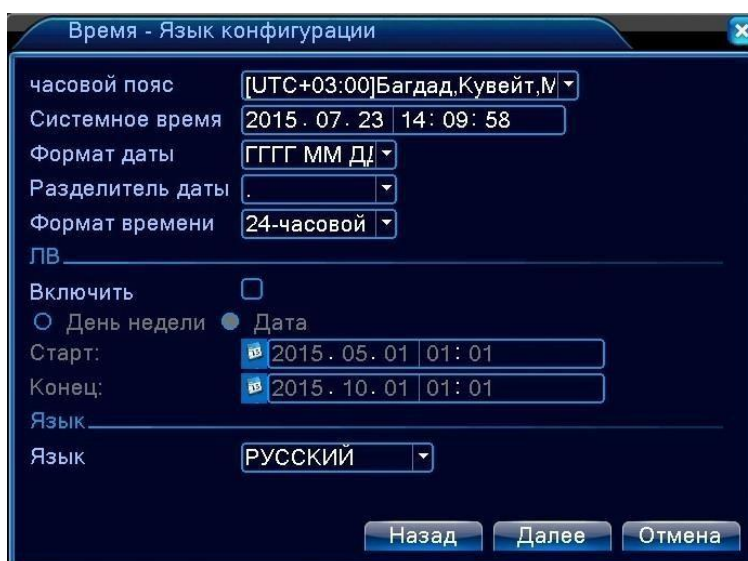 Время - Язык конфигурации
часовой пояс [UTC+03:00]Багдад,Кувейт,М
Системное время 2015. 07. 23 14: 09: 58
Формат даты ГГГГ ММ ДД
Разделитель даты .
Формат времени 24-часовой
ЛВ
Включить
День недели Дата
Старт: 2015. 05. 01 01: 01
Конец: 2015. 10. 01 01: 01
Язык
Язык РУССКИЙ
Назад Далее Отмена